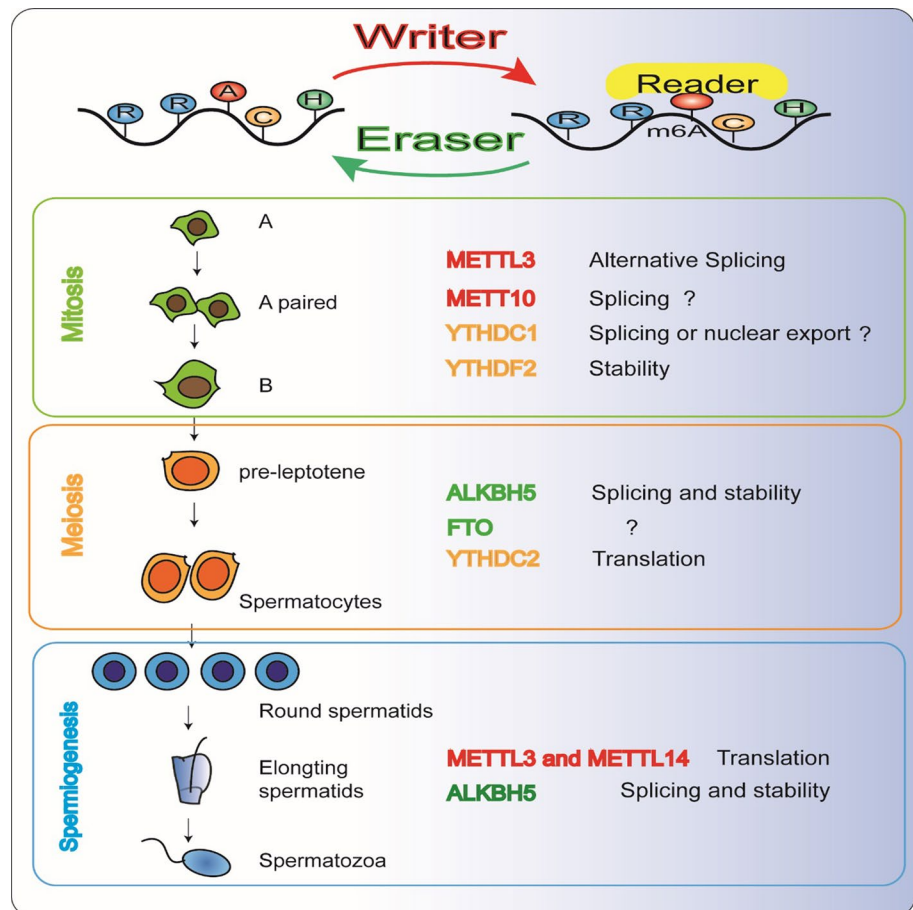 Writer
R R A C H
Reader
R R m6A C H
Eraser
Mitosis
A
A paired
B
METTL3 Alternative Splicing
METT10 Splicing ?
YTHDC1 Splicing or nuclear export ?
YTHDF2 Stability
Meiosis
pre-leptotene
Spermatocytes
ALKBH5 Splicing and stability
FTO ?
YTHDC2 Translation
Spermiogenesis
Round spermatids
Elongting
spermatids
Spermatozoa
METTL3 and METTL14 Translation
ALKBH5 Splicing and stability